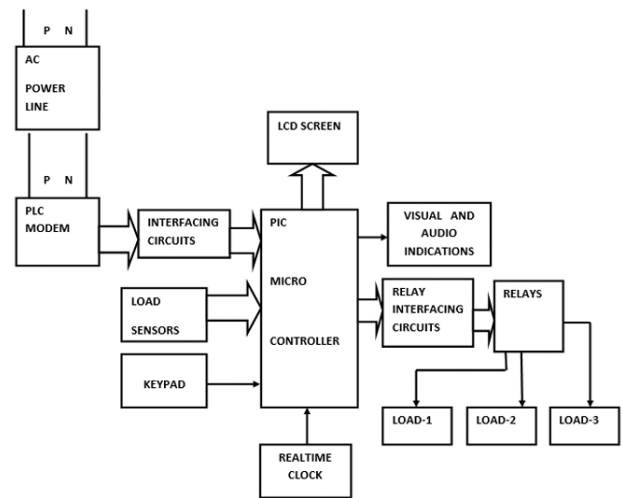 P N
AC
POWER
LINE
P N
PLC
MODEM
INTERFACING
CIRCUITS
LOAD
SENSORS
KEYPAD
LCD SCREEN
PIC
MICRO
CONTROLLER
REALTIME
CLOCK
VISUAL AND
AUDIO
INDICATIONS
RELAY
INTERFACING
CIRCUITS
RELAYS
LOAD-1
LOAD-2
LOAD-3